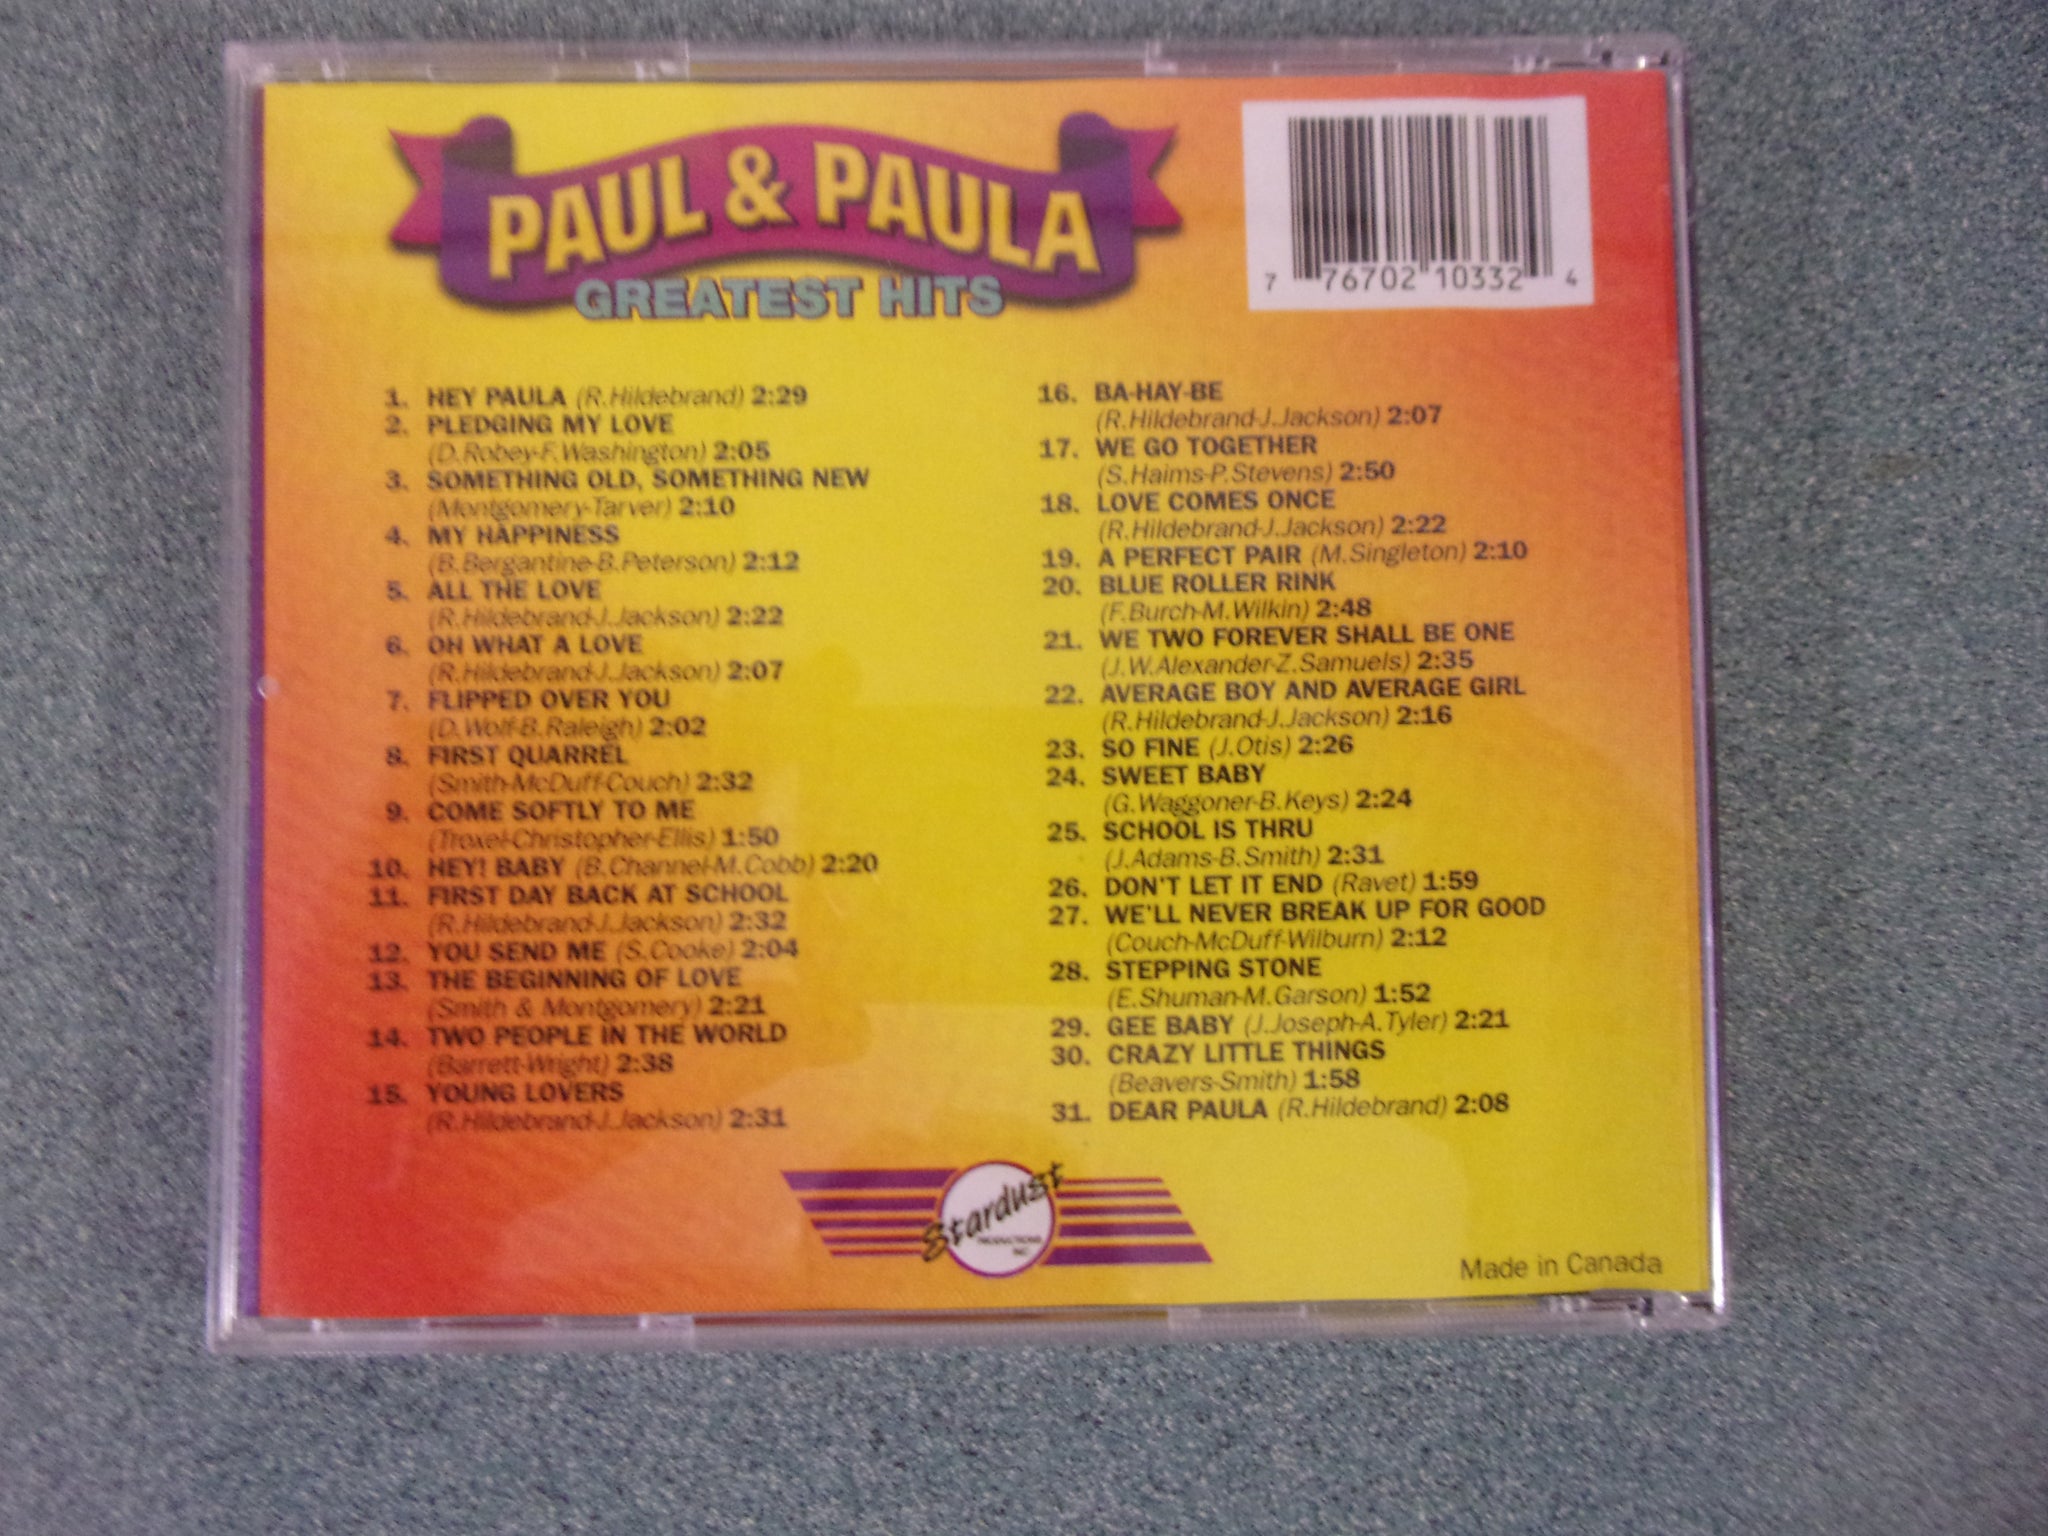 PAUL & PAULA
GREATEST HITS
7 76702 10332 4
1. HEY PAULA (R.Hildebrand) 2:29
2. PLEDGING MY LOVE
(D.Robey-F.Washington) 2:05
3. SOMETHING OLD, SOMETHING NEW
(Montgomery-Tarver) 2:10
4. MY HAPPINESS
(B.Bergantine-B.Peterson) 2:12
5. ALL THE LOVE
(R.Hildebrand-J.Jackson) 2:22
6. OH WHAT A LOVE
(R.Hildebrand-J.Jackson) 2:07
7. FLIPPED OVER YOU
(D.Wolf-B.Raleigh) 2:02
8. FIRST QUARREL
(Smith-McDuff-Couch) 2:32
9. COME SOFTLY TO ME
(Troxel-Christopher-Ellis) 1:50
10. HEY! BABY (B.Channel-M.Cobb) 2:20
11. FIRST DAY BACK AT SCHOOL
(R.Hildebrand-J.Jackson) 2:32
12. YOU SEND ME (S.Cooke) 2:04
13. THE BEGINNING OF LOVE
(Smith & Montgomery) 2:21
14. TWO PEOPLE IN THE WORLD
(Barrett-Wright) 2:38
15. YOUNG LOVERS
(R.Hildebrand-J.Jackson) 2:31
16. BA-HAY-BE
(R.Hildebrand-J.Jackson) 2:07
17. WE GO TOGETHER
(S.Haims-P.Stevens) 2:50
18. LOVE COMES ONCE
(R.Hildebrand-J.Jackson) 2:22
19. A PERFECT PAIR (M.Singleton) 2:10
20. BLUE ROLLER RINK
(F.Burch-M.Wilkin) 2:48
21. WE TWO FOREVER SHALL BE ONE
(J.W.Alexander-Z.Samuels) 2:35
22. AVERAGE BOY AND AVERAGE GIRL
(R.Hildebrand-J.Jackson) 2:16
23. SO FINE (J.Otis) 2:26
24. SWEET BABY
(G.Waggoner-B.Keys) 2:24
25. SCHOOL IS THRU
(J.Adams-B.Smith) 2:31
26. DON'T LET IT END (Ravet) 1:59
27. WE'LL NEVER BREAK UP FOR GOOD
(Couch-McDuff-Wilburn) 2:12
28. STEPPING STONE
(E.Shuman-M.Garson) 1:52
29. GEE BABY (J.Joseph-A.Tyler) 2:21
30. CRAZY LITTLE THINGS
(Beavers-Smith) 1:58
31. DEAR PAULA (R.Hildebrand) 2:08
Stardust
PRODUCTIONS
INC
Made in Canada